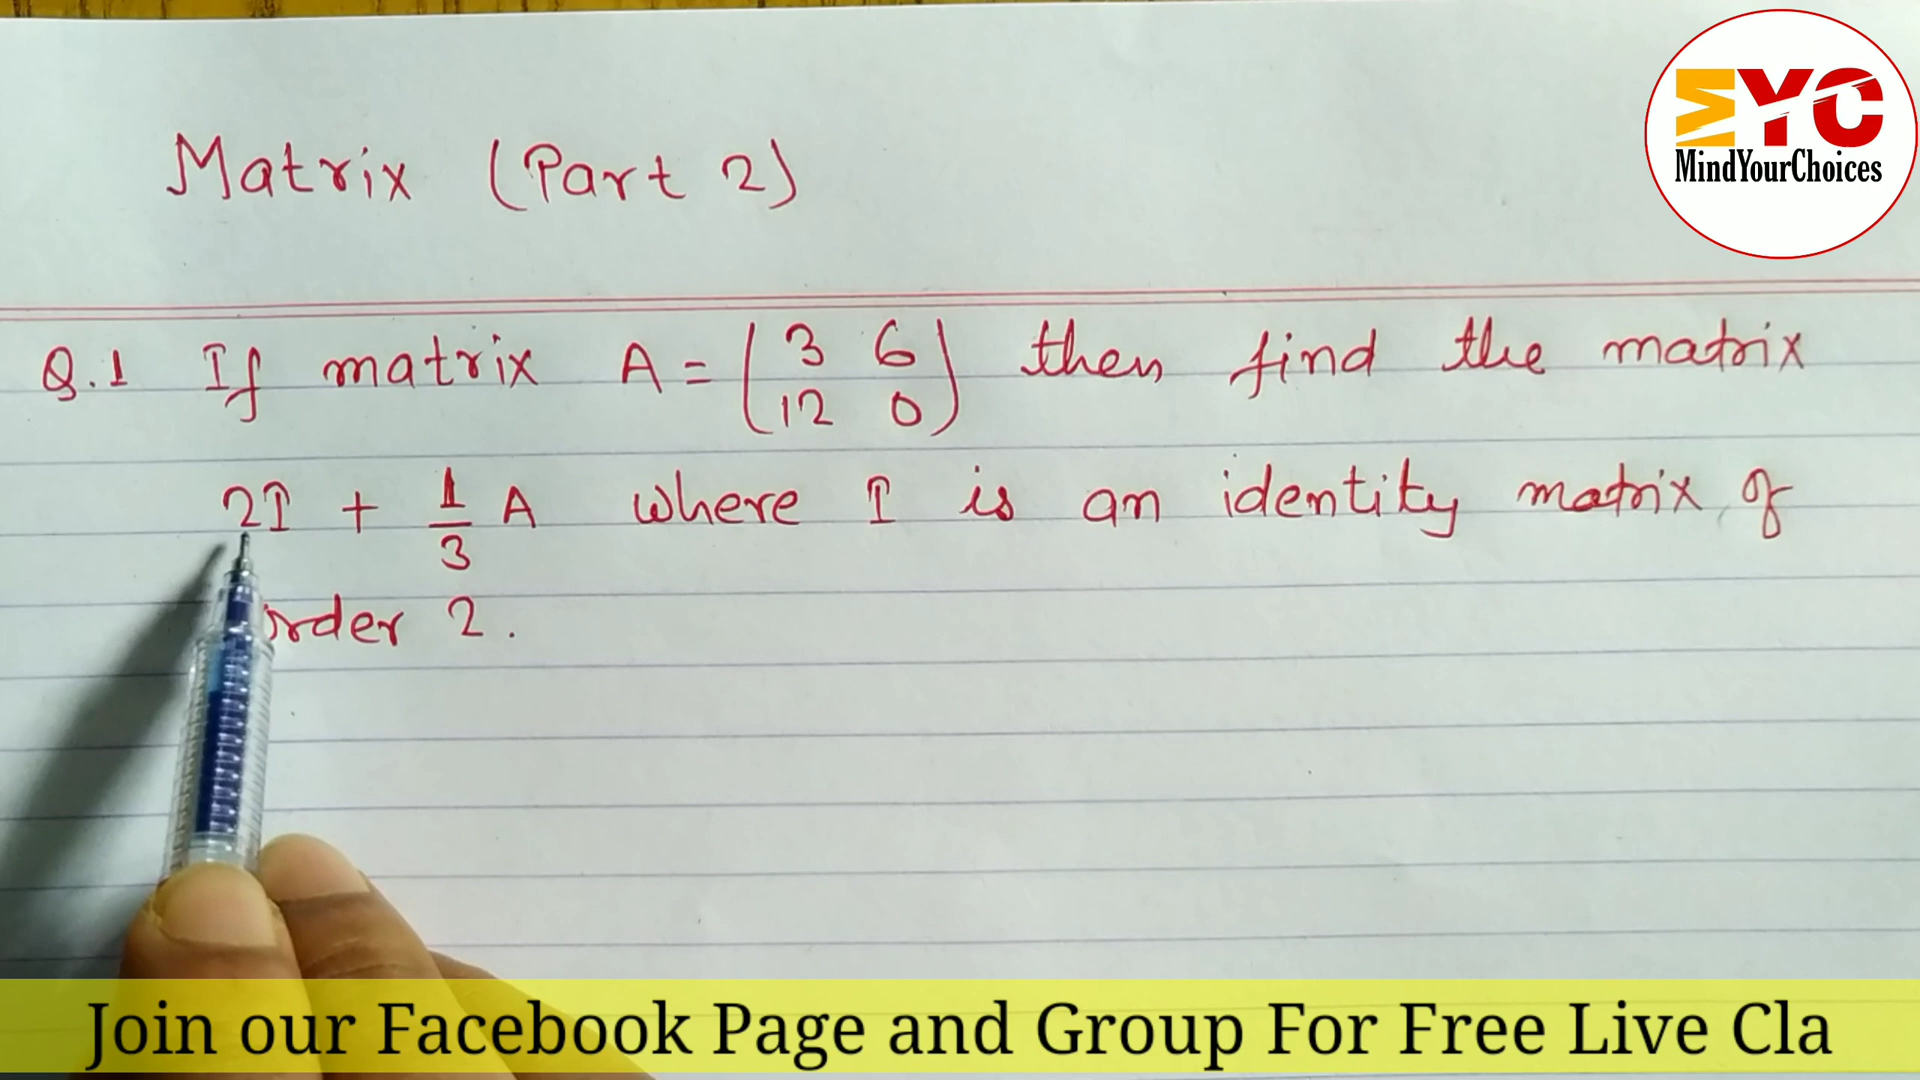 MYC
MindYourChoices
Matrix (Part 2)
Q.1 If matrix A = (3 6 12 0) then find the matrix
2I + 1/3 A where I is an identity matrix of
order 2.
Join our Facebook Page and Group For Free Live Cla